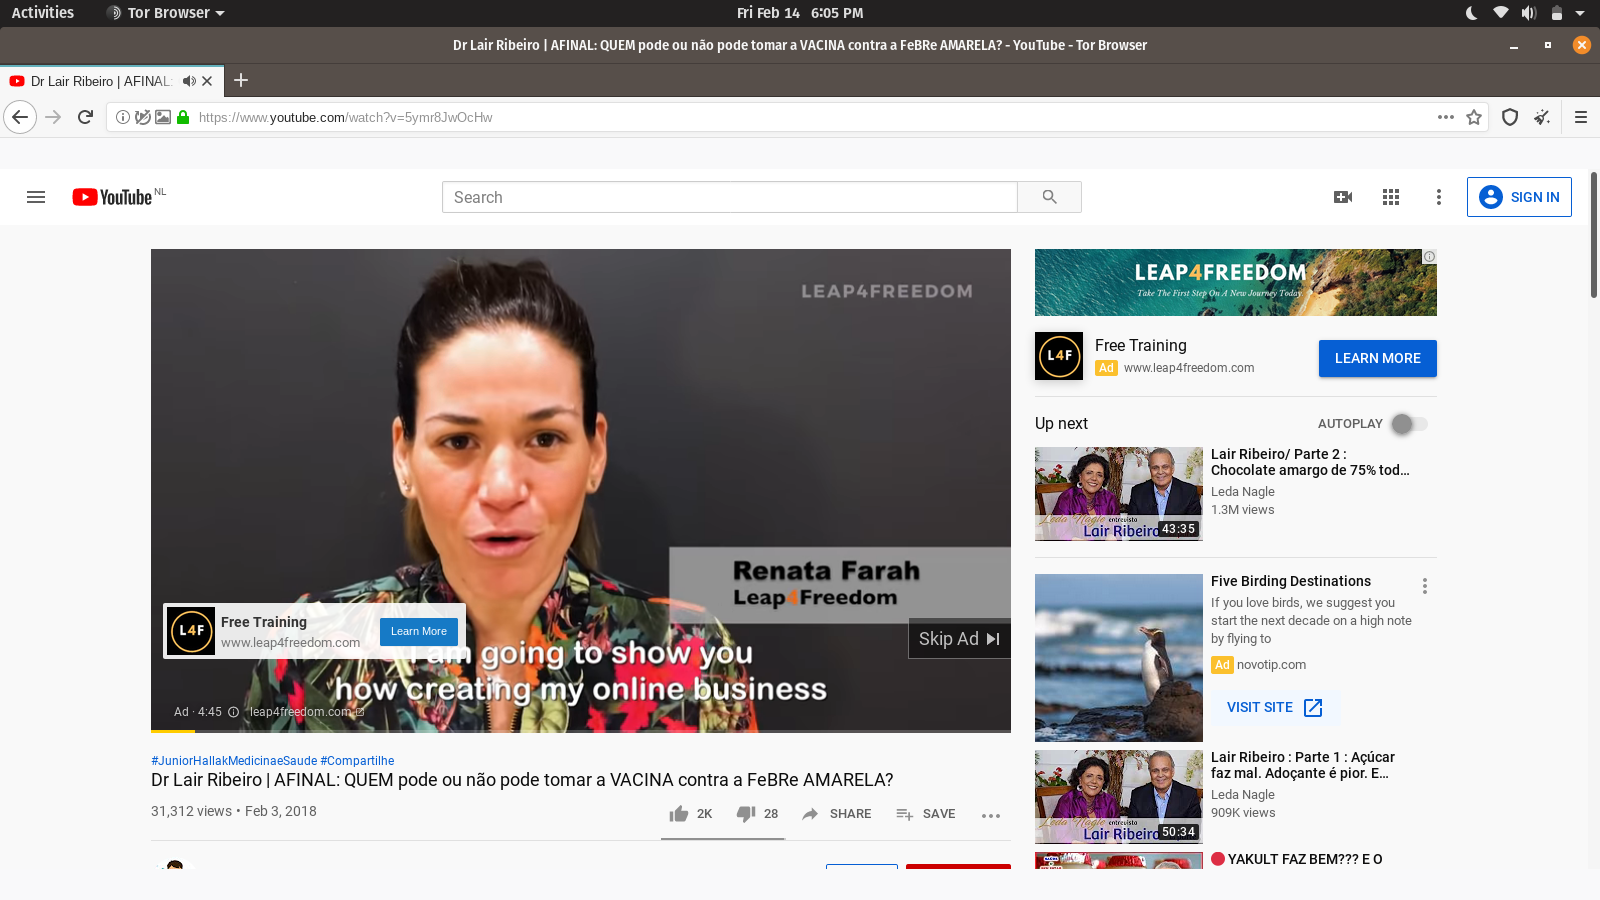 Activities
Tor Browser
Fri Feb 14 6:05 PM
Dr Lair Ribeiro | AFINAL: QUEM pode ou não pode tomar a VACINA contra a FeBRe AMARELA? - YouTube - Tor Browser
Dr Lair Ribeiro | AFINAL:
https://www.youtube.com/watch?v=5ymr8JwOcHw
YouTube NL
Search
SIGN IN
LEAP4FREEDOM
Renata Farah
Leap4Freedom
L4F
Free Training
www.leap4freedom.com
Learn More
Skip Ad
I am going to show you
how creating my online business
Ad · 4:45
leap4freedom.com
#JuniorHallakMedicinaeSaude #Compartilhe
Dr Lair Ribeiro | AFINAL: QUEM pode ou não pode tomar a VACINA contra a FeBRe AMARELA?
31,312 views • Feb 3, 2018
2K
28
SHARE
SAVE
LEAP4FREEDOM
Take The First Step On A New Journey Today
L4F
Free Training
Ad www.leap4freedom.com
LEARN MORE
Up next
AUTOPLAY
Leda Nagle entrevista
Lair Ribeiro
43:35
Lair Ribeiro/ Parte 2 :
Chocolate amargo de 75% tod...
Leda Nagle
1.3M views
Five Birding Destinations
If you love birds, we suggest you
start the next decade on a high note
by flying to
Ad novotip.com
VISIT SITE
Leda Nagle entrevista
Lair Ribeiro
50:34
Lair Ribeiro : Parte 1 : Açúcar
faz mal. Adoçante é pior. E...
Leda Nagle
909K views
YAKULT FAZ BEM??? E O